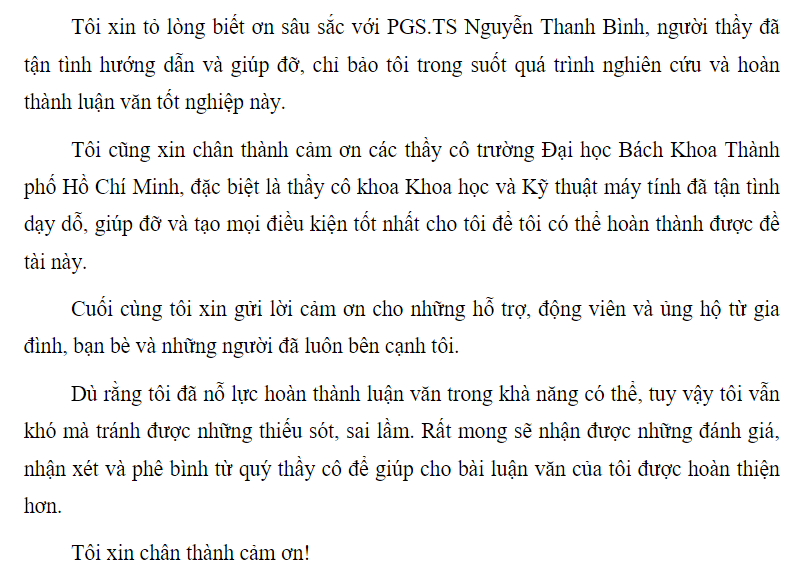 Tôi xin tỏ lòng biết ơn sâu sắc với PGS.TS Nguyễn Thanh Bình, người thầy đã
tận tình hướng dẫn và giúp đỡ, chỉ bảo tôi trong suốt quá trình nghiên cứu và hoàn
thành luận văn tốt nghiệp này.
Tôi cũng xin chân thành cảm ơn các thầy cô trường Đại học Bách Khoa Thành
phố Hồ Chí Minh, đặc biệt là thầy cô khoa Khoa học và Kỹ thuật máy tính đã tận tình
dạy dỗ, giúp đỡ và tạo mọi điều kiện tốt nhất cho tôi để tôi có thể hoàn thành được đề
tài này.
Cuối cùng tôi xin gửi lời cảm ơn cho những hỗ trợ, động viên và ủng hộ từ gia
đình, bạn bè và những người đã luôn bên cạnh tôi.
Dù rằng tôi đã nỗ lực hoàn thành luận văn trong khả năng có thể, tuy vậy tôi vẫn
khó mà tránh được những thiếu sót, sai lầm. Rất mong sẽ nhận được những đánh giá,
nhận xét và phê bình từ quý thầy cô để giúp cho bài luận văn của tôi được hoàn thiện
hơn.
Tôi xin chân thành cảm ơn!